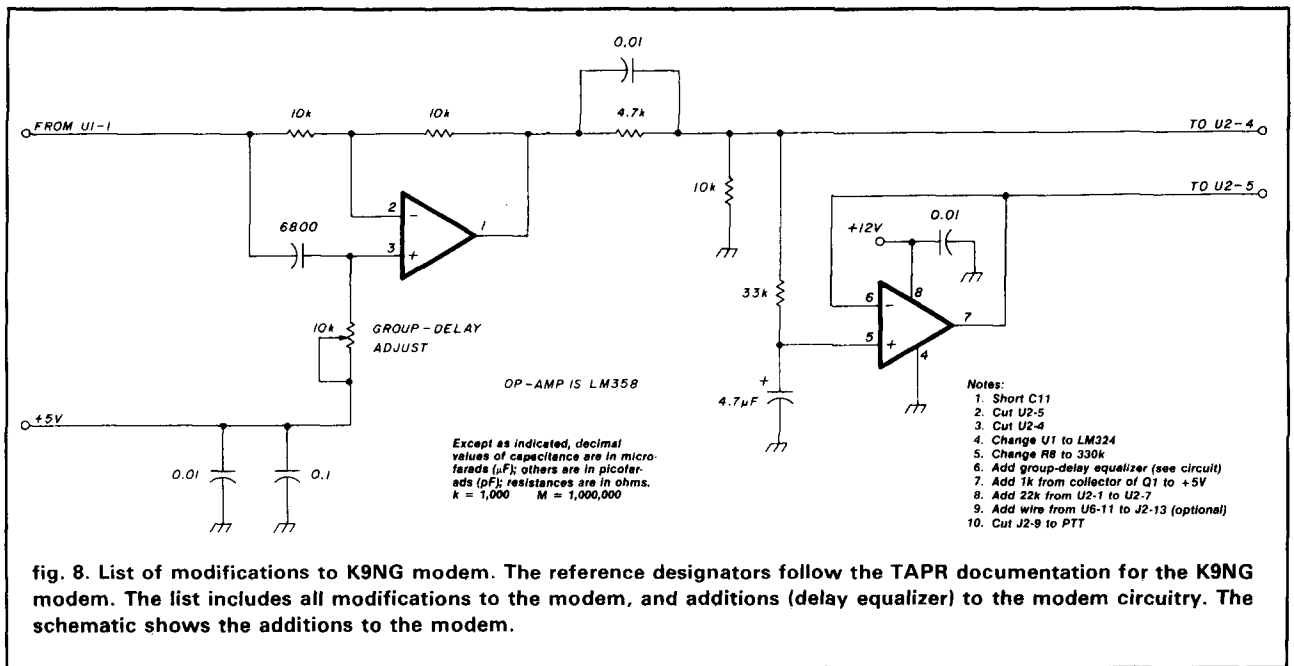 0.01
10k
10k
4.7k
FROM U1-1
TO U2-4
10k
TO U2-5
2
-
1
3
+
6800
+12V
0.01
8
33k
6
-
7
5
+
4
10k
GROUP-DELAY
ADJUST
OP-AMP IS LM358
+
4.7µF
+5V
0.01
0.1
Except as indicated, decimal
values of capacitance are in micro-
farads (µF); others are in picofar-
ads (pF); resistances are in ohms.
k = 1,000 M = 1,000,000
Notes:
1. Short C11
2. Cut U2-5
3. Cut U2-4
4. Change U1 to LM324
5. Change R8 to 330k
6. Add group-delay equalizer (see circuit)
7. Add 1k from collector of Q1 to +5V
8. Add 22k from U2-1 to U2-7
9. Add wire from U6-11 to J2-13 (optional)
10. Cut J2-9 to PTT
fig. 8. List of modifications to K9NG modem. The reference designators follow the TAPR documentation for the K9NG
modem. The list includes all modifications to the modem, and additions (delay equalizer) to the modem circuitry. The
schematic shows the additions to the modem.